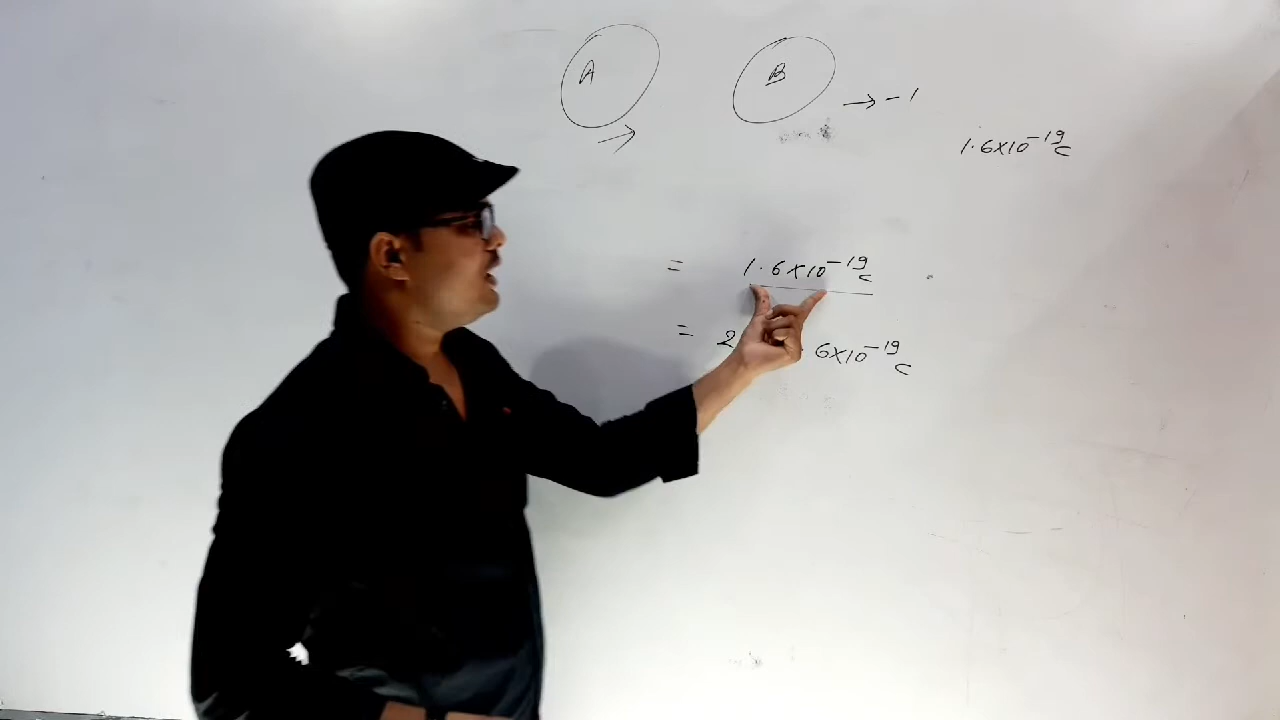 A B
→ → -1
1.6×10⁻¹⁹C
= 1.6×10⁻¹⁹C
= 2 6×10⁻¹⁹C